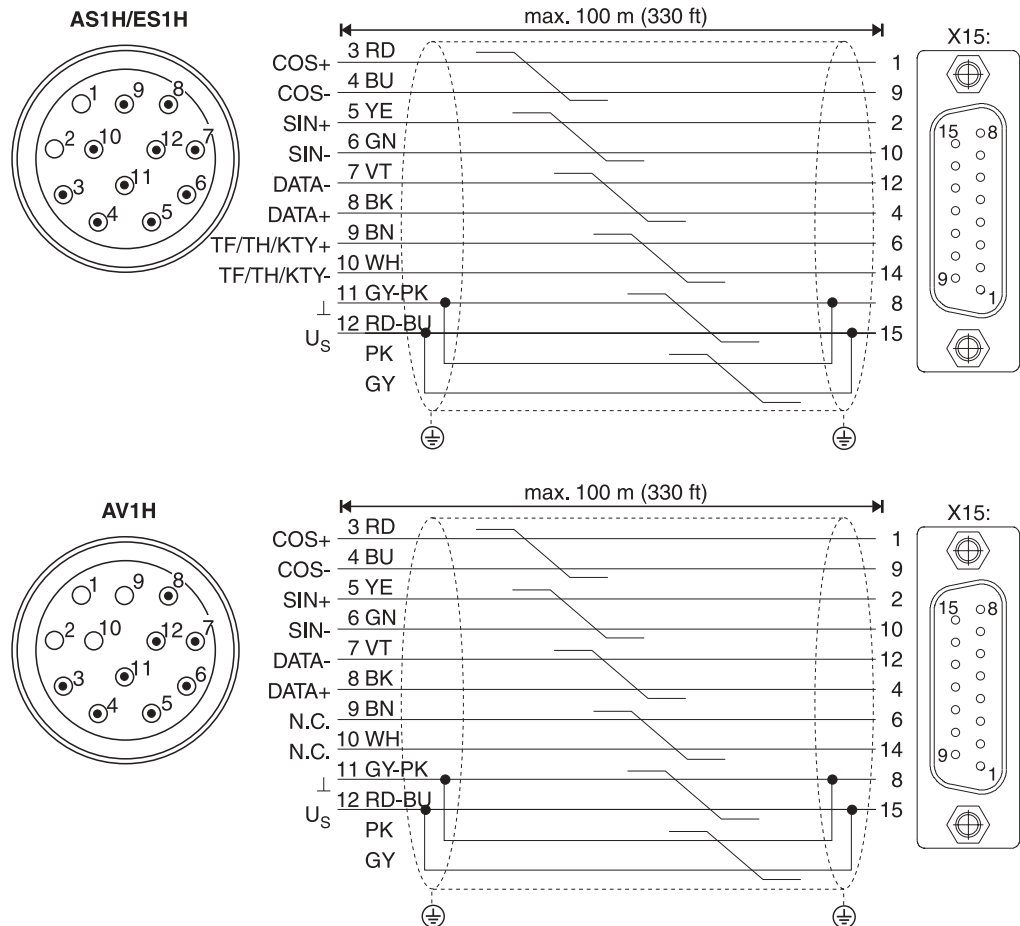 AS1H/ES1H
max. 100 m (330 ft)
X15:
1
9
8
2
10
12
7
11
3
6
4
5
COS+ 3 RD 1
COS- 4 BU 9
SIN+ 5 YE 2
SIN- 6 GN 10
DATA- 7 VT 12
DATA+ 8 BK 4
TF/TH/KTY+ 9 BN 6
TF/TH/KTY- 10 WH 14
⊥ 11 GY-PK 8
US 12 RD-BU 15
PK
GY
15
8
9
1
AV1H
max. 100 m (330 ft)
X15:
1
9
8
2
10
12
7
11
3
6
4
5
COS+ 3 RD 1
COS- 4 BU 9
SIN+ 5 YE 2
SIN- 6 GN 10
DATA- 7 VT 12
DATA+ 8 BK 4
N.C. 9 BN 6
N.C. 10 WH 14
⊥ 11 GY-PK 8
US 12 RD-BU 15
PK
GY
15
8
9
1